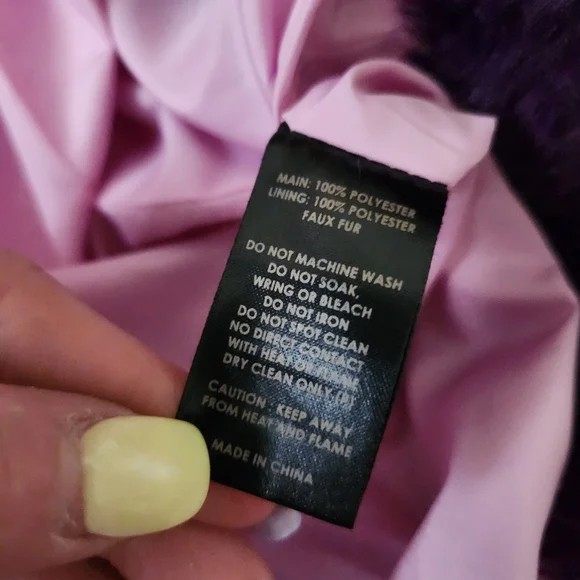 MAIN: 100% POLYESTER
LINING: 100% POLYESTER
FAUX FUR
DO NOT MACHINE WASH
DO NOT SOAK,
WRING OR BLEACH
DO NOT IRON
DO NOT SPOT CLEAN
NO DIRECT CONTACT
WITH HEAT OR
DRY CLEAN ONLY (P)
CAUTION: KEEP AWAY
FROM HEAT AND FLAME
MADE IN CHINA